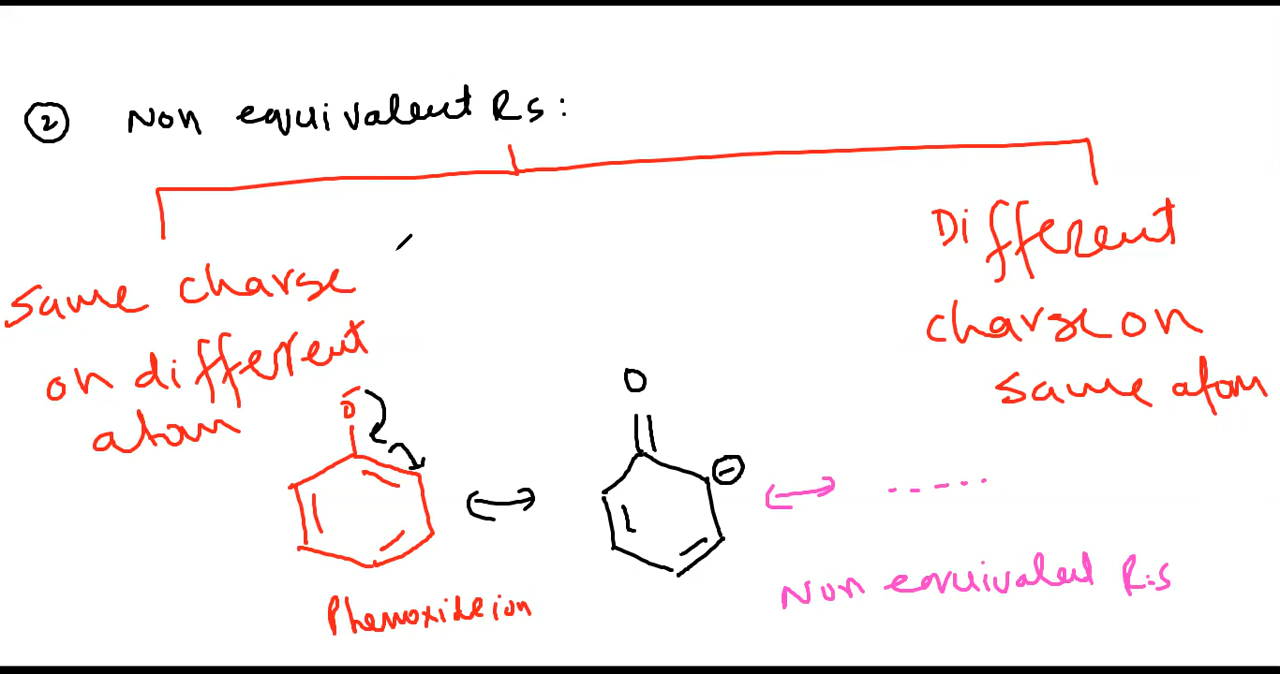 ② Non equivalent RS:
Same charge
on different
atom
Different
charge on
same atom
O⁻
O
⊖
Phenoxide ion
Non equivalent R.S